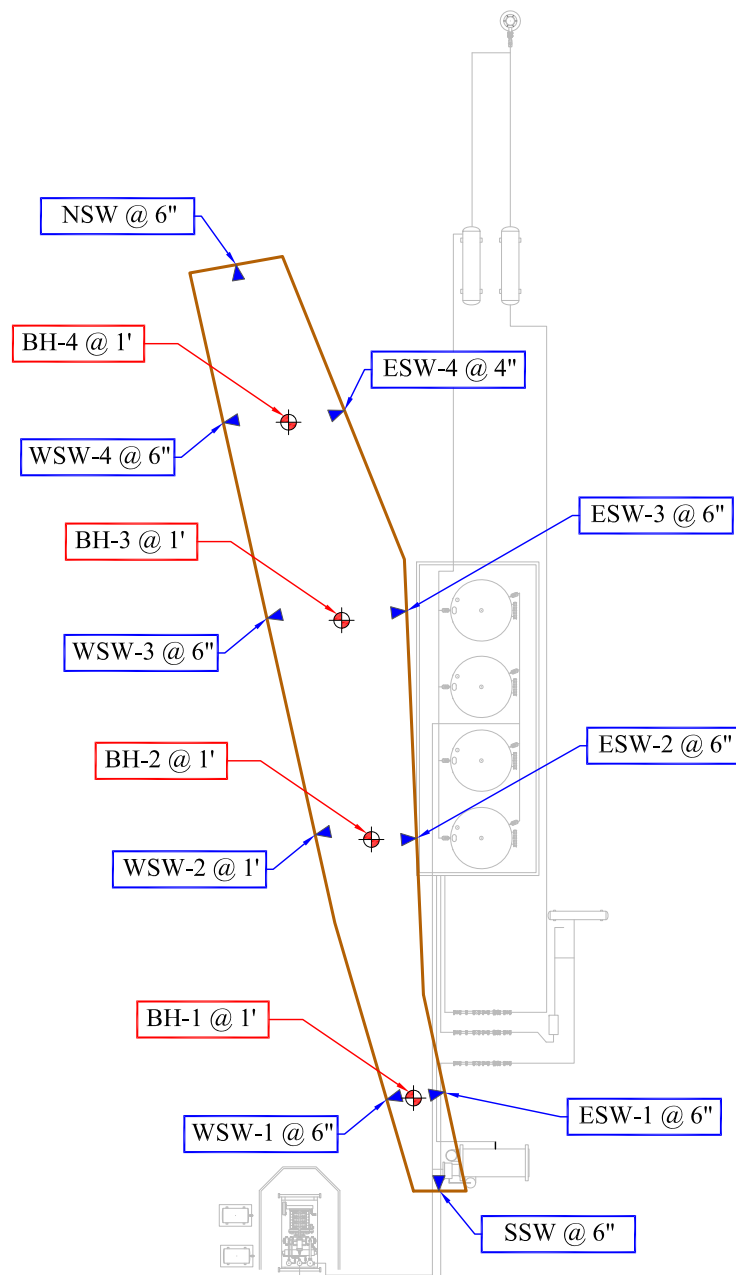 NSW @ 6"
BH-4 @ 1'
ESW-4 @ 4"
WSW-4 @ 6"
ESW-3 @ 6"
BH-3 @ 1'
WSW-3 @ 6"
ESW-2 @ 6"
BH-2 @ 1'
WSW-2 @ 1'
BH-1 @ 1'
ESW-1 @ 6"
WSW-1 @ 6"
SSW @ 6"